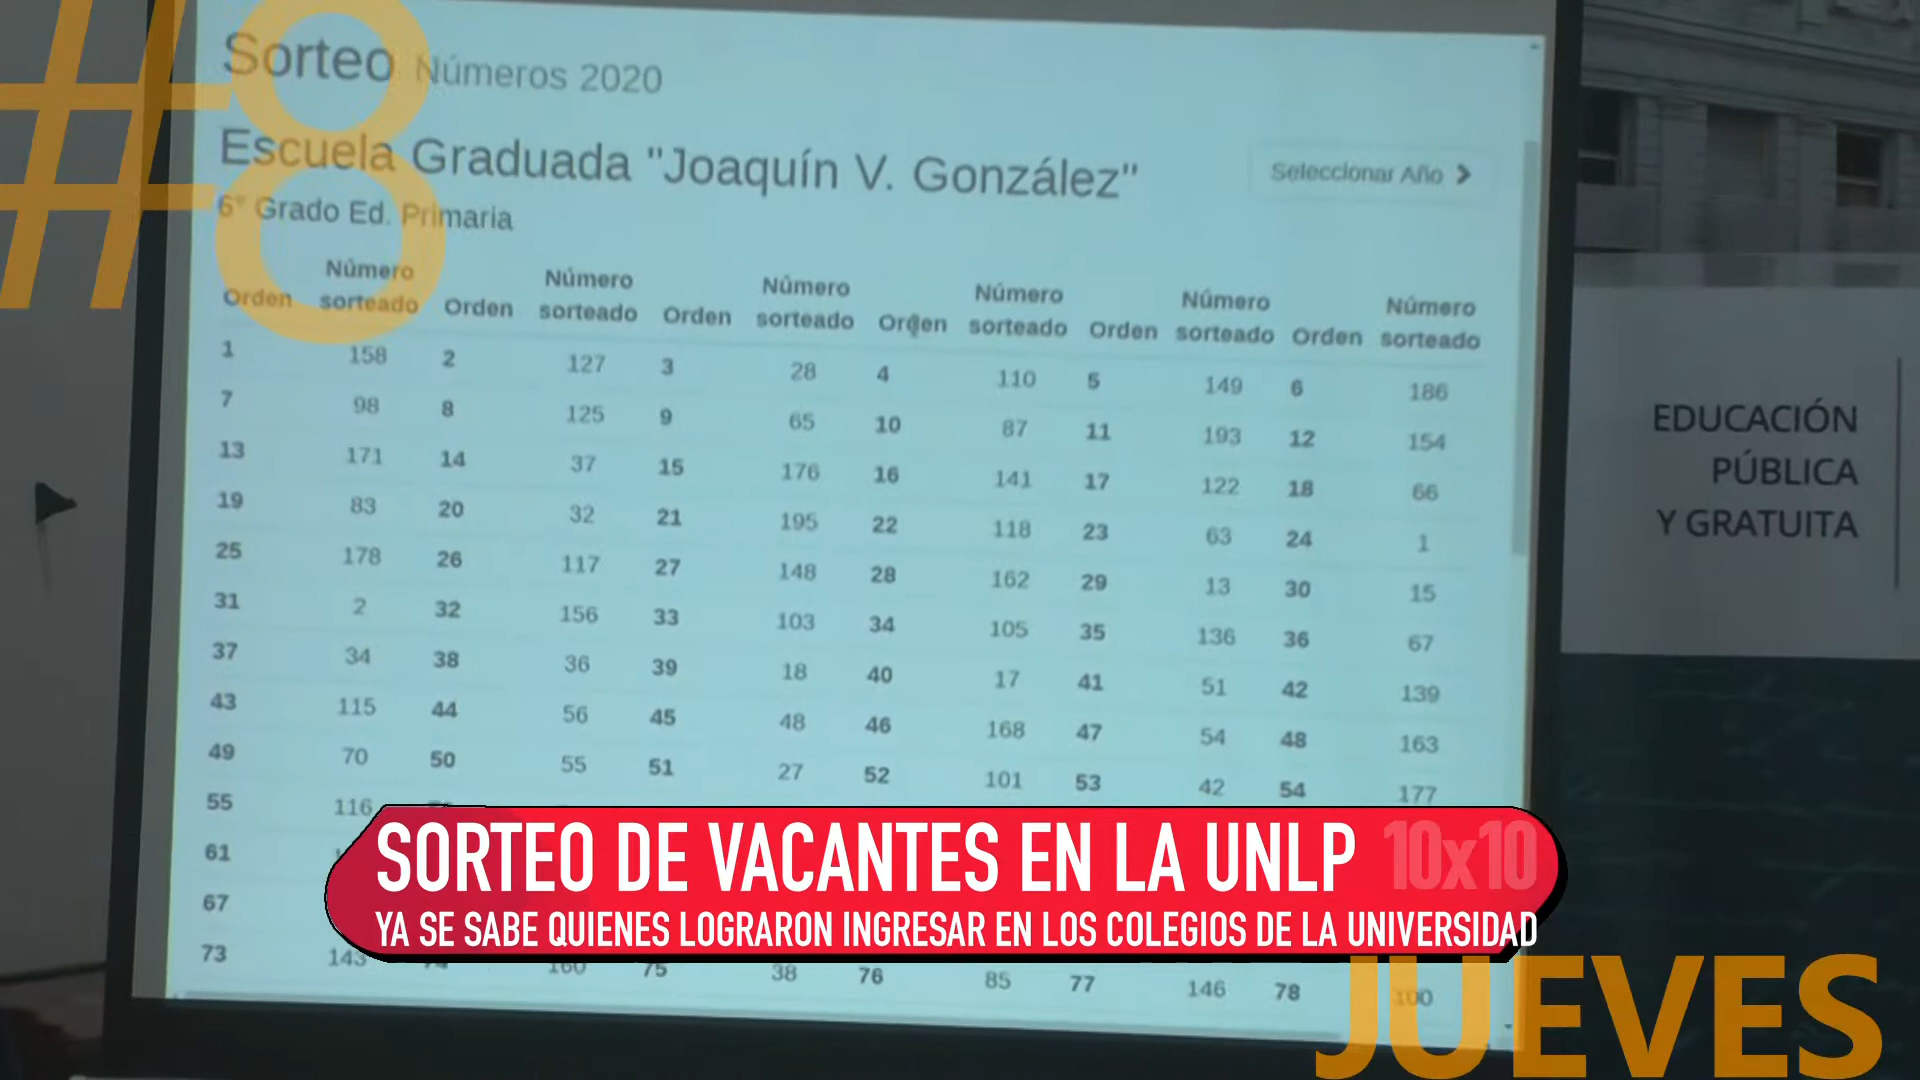 #8
Sorteo Números 2020
Escuela Graduada "Joaquín V. González"
Seleccionar Año
6° Grado Ed. Primaria
Orden Número sorteado Orden Número sorteado Orden Número sorteado Orden Número sorteado Orden Número sorteado Orden Número sorteado
1 158 2 127 3 28 4 110 5 149 6 186
7 98 8 125 9 65 10 87 11 193 12 154
13 171 14 37 15 176 16 141 17 122 18 66
19 83 20 32 21 195 22 118 23 63 24 1
25 178 26 117 27 148 28 162 29 13 30 15
31 2 32 156 33 103 34 105 35 136 36 67
37 34 38 36 39 18 40 17 41 51 42 139
43 115 44 56 45 48 46 168 47 54 48 163
49 70 50 55 51 27 52 101 53 42 54 177
55 116
61
67
73 143 74 160 75 38 76 85 77 146 78 100
EDUCACIÓN
PÚBLICA
Y GRATUITA
SORTEO DE VACANTES EN LA UNLP 10x10
YA SE SABE QUIENES LOGRARON INGRESAR EN LOS COLEGIOS DE LA UNIVERSIDAD
JUEVES